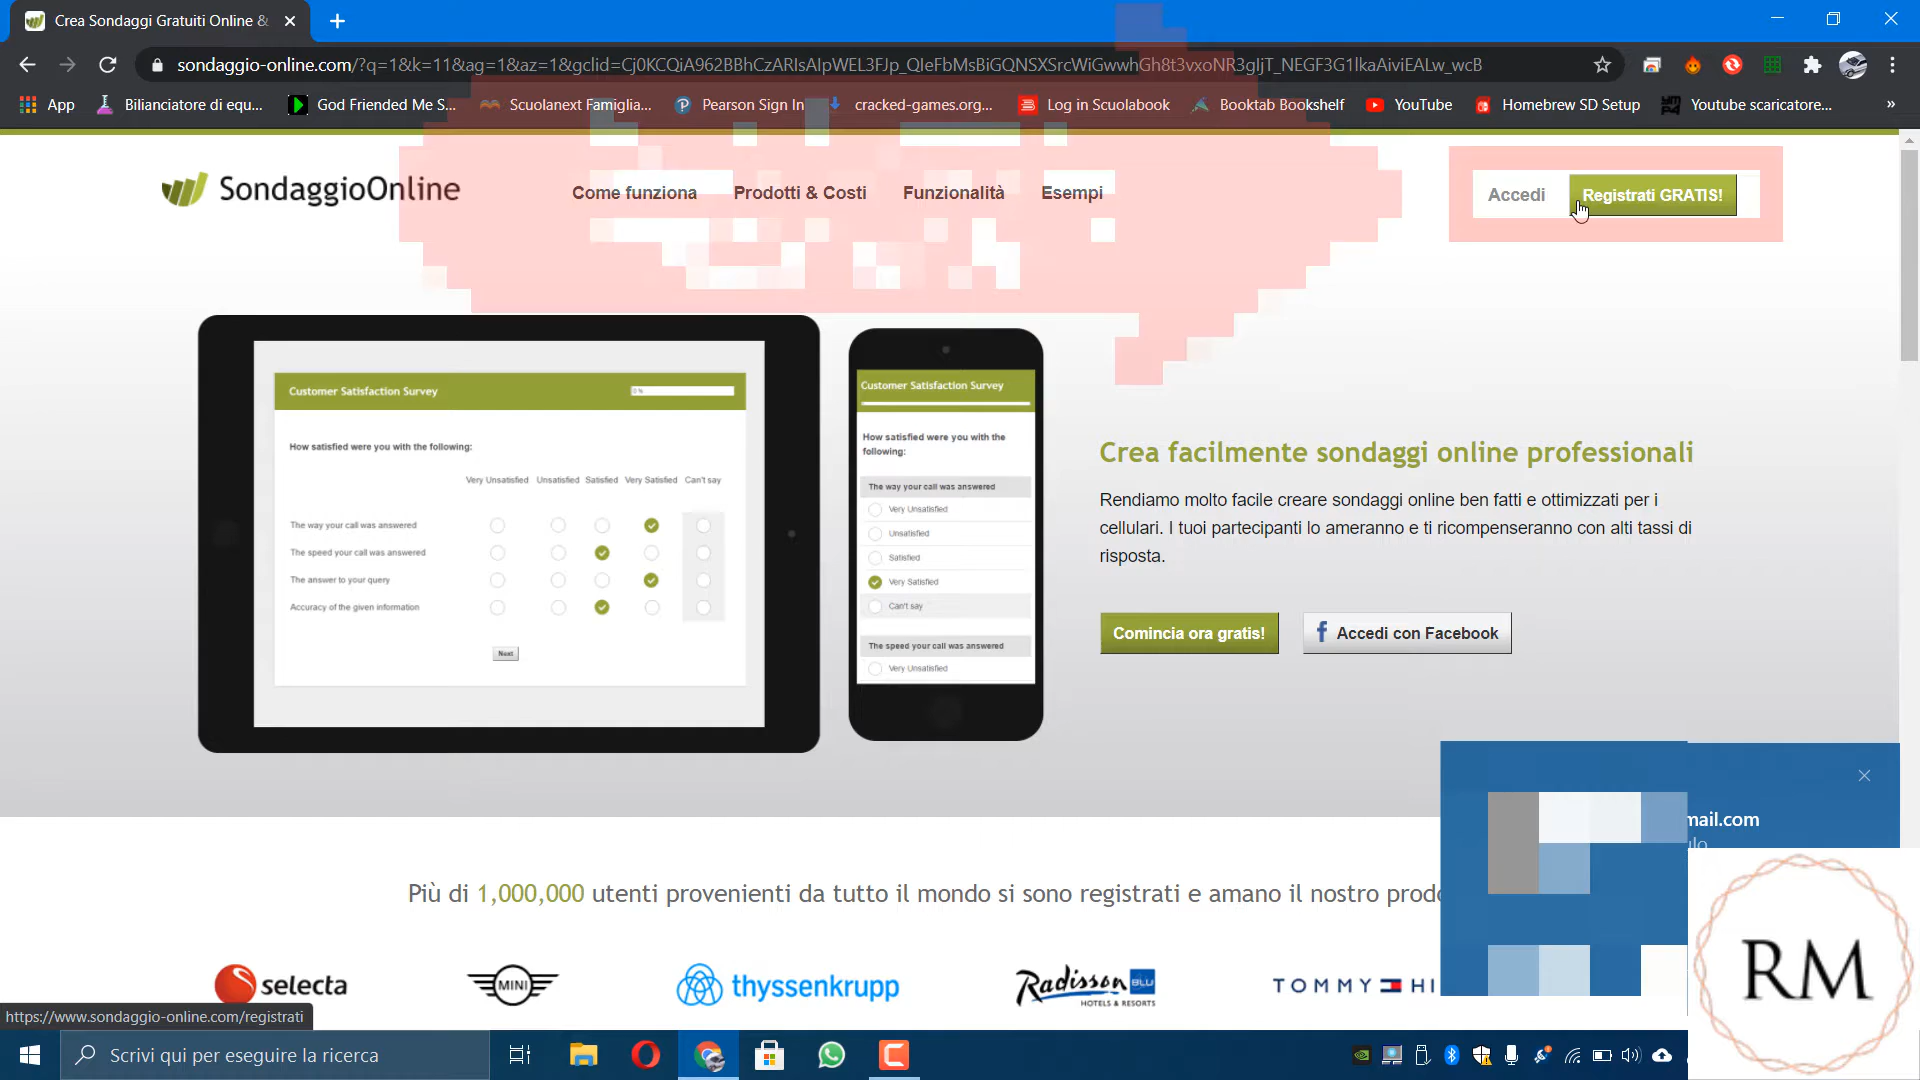 Crea Sondaggi Gratuiti Online &
sondaggio-online.com/?q=1&k=11&ag=1&az=1&gclid=Cj0KCQiA962BBhCzARIsAIpWEL3FJp_QIeFbMsBiGQNSXSrcWiGwwhGh8t3vxoNR3gIjT_NEGF3G1lkaAiviEALw_wcB
App Bilianciatore di equ... God Friended Me S... Scuolanext Famiglia... Pearson Sign In cracked-games.org... Log in Scuolabook Booktab Bookshelf YouTube Homebrew SD Setup Youtube scaricatore... »
SondaggioOnline Come funziona Prodotti & Costi Funzionalità Esempi Accedi Registrati GRATIS!
Customer Satisfaction Survey 0 %
How satisfied were you with the following:
Very Unsatisfied Unsatisfied Satisfied Very Satisfied Can't say
The way your call was answered
The speed your call was answered
The answer to your query
Accuracy of the given information
Next
Customer Satisfaction Survey
How satisfied were you with the
following:
The way your call was answered
Very Unsatisfied
Unsatisfied
Satisfied
Very Satisfied
Can't say
The speed your call was answered
Very Unsatisfied
Crea facilmente sondaggi online professionali
Rendiamo molto facile creare sondaggi online ben fatti e ottimizzati per i
cellulari. I tuoi partecipanti lo ameranno e ti ricompenseranno con alti tassi di
risposta.
Comincia ora gratis! f Accedi con Facebook
mail.com
Più di 1,000,000 utenti provenienti da tutto il mondo si sono registrati e amano il nostro prodo
selecta MINI thyssenkrupp Radisson BLU TOMMY HI
HOTELS & RESORTS
RM
https://www.sondaggio-online.com/registrati
Scrivi qui per eseguire la ricerca